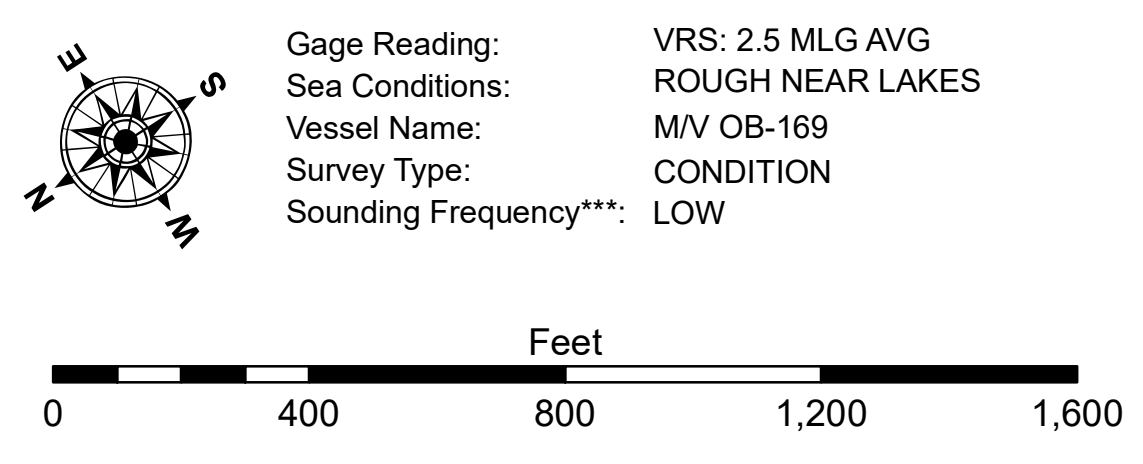 E
S
N
W
Gage Reading: VRS: 2.5 MLG AVG
Sea Conditions: ROUGH NEAR LAKES
Vessel Name: M/V OB-169
Survey Type: CONDITION
Sounding Frequency***: LOW
Feet
0 400 800 1,200 1,600